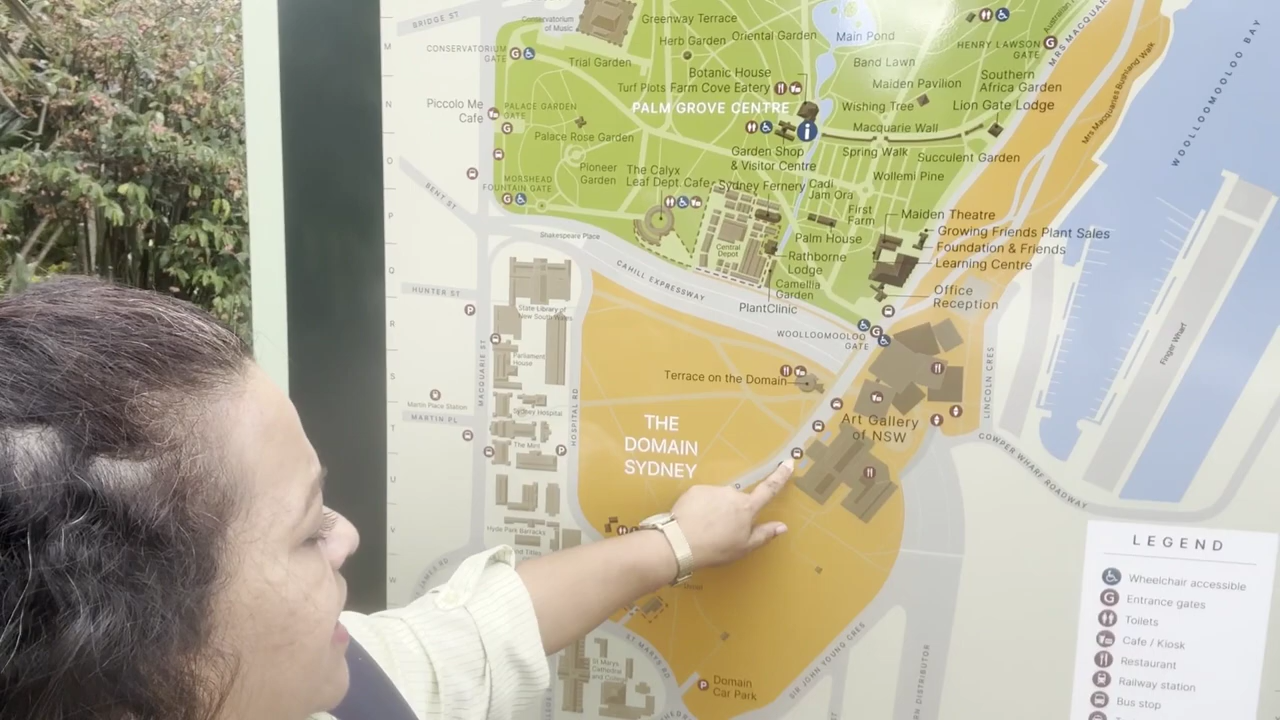 BRIDGE ST
Conservatorium
of Music
Greenway Terrace
Herb Garden
Oriental Garden
Main Pond
CONSERVATORIUM
GATE
G
Trial Garden
Band Lawn
HENRY LAWSON
GATE
G
MRS MACQUAR
Botanic House
Turf Plots
Farm Cove Eatery
Maiden Pavilion
Southern
Africa Garden
Mrs Macquaries Bushland Walk
WOOLLOOMOOLOO BAY
M
N
O
P
Q
R
S
T
U
V
W
Piccolo Me
Cafe
PALACE GARDEN
GATE
G
PALM GROVE CENTRE
Wishing Tree
Lion Gate Lodge
Palace Rose Garden
i
Macquarie Wall
Garden Shop
& Visitor Centre
Spring Walk
Succulent Garden
Wollemi Pine
Pioneer
Garden
The Calyx
Leaf Dept. Cafe
Sydney Fernery
Cadi
Jam Ora
MORSHEAD
FOUNTAIN GATE
G
BENT ST
First
Farm
Maiden Theatre
Growing Friends Plant Sales
Foundation & Friends
Learning Centre
Shakespeare Place
Central
Depot
Palm House
Rathborne
Lodge
Camellia
Garden
CAHILL EXPRESSWAY
PlantClinic
Office
Reception
HUNTER ST
P
State Library of
New South Wales
WOOLLOOMOOLOO
GATE
G
Finger Wharf
MACQUARIE ST
Parliament
House
HOSPITAL RD
Terrace on the Domain
LINCOLN CRES
Martin Place Station
MARTIN PL
Sydney Hospital
The Mint
P
THE
DOMAIN
SYDNEY
Art Gallery
of NSW
COWPER WHARF ROADWAY
Hyde Park Barracks
ST MARYS RD
St Marys
Cathedral
P
Domain
Car Park
SIR JOHN YOUNG CRES
LEGEND
Wheelchair accessible
G
Entrance gates
Toilets
Cafe / Kiosk
Restaurant
Railway station
Bus stop